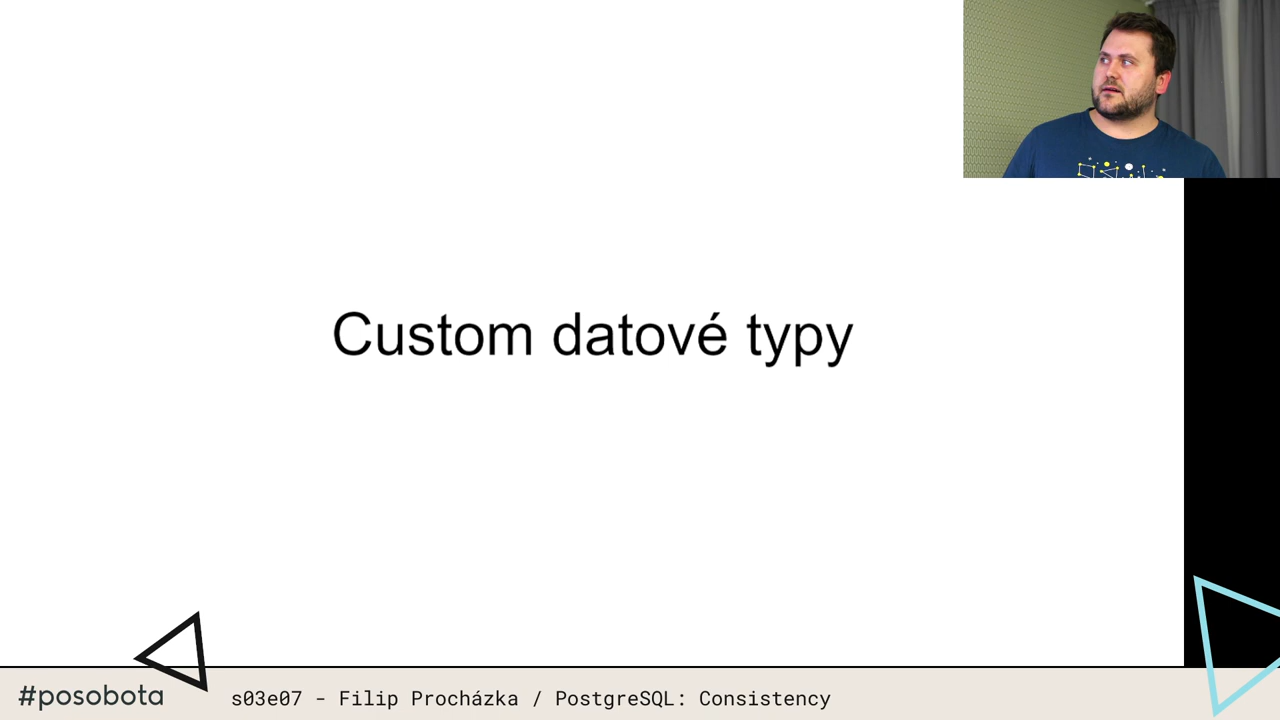 Custom datové typy
#posobota
s03e07 - Filip Procházka / PostgreSQL: Consistency